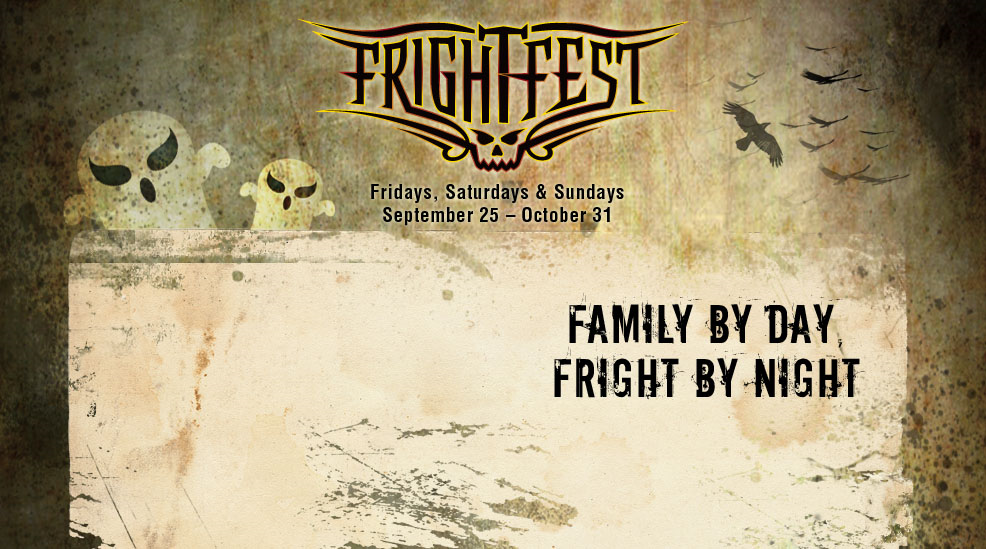 FRIGHTFEST
Fridays, Saturdays & Sundays
September 25 – October 31
FAMILY BY DAY
FRIGHT BY NIGHT